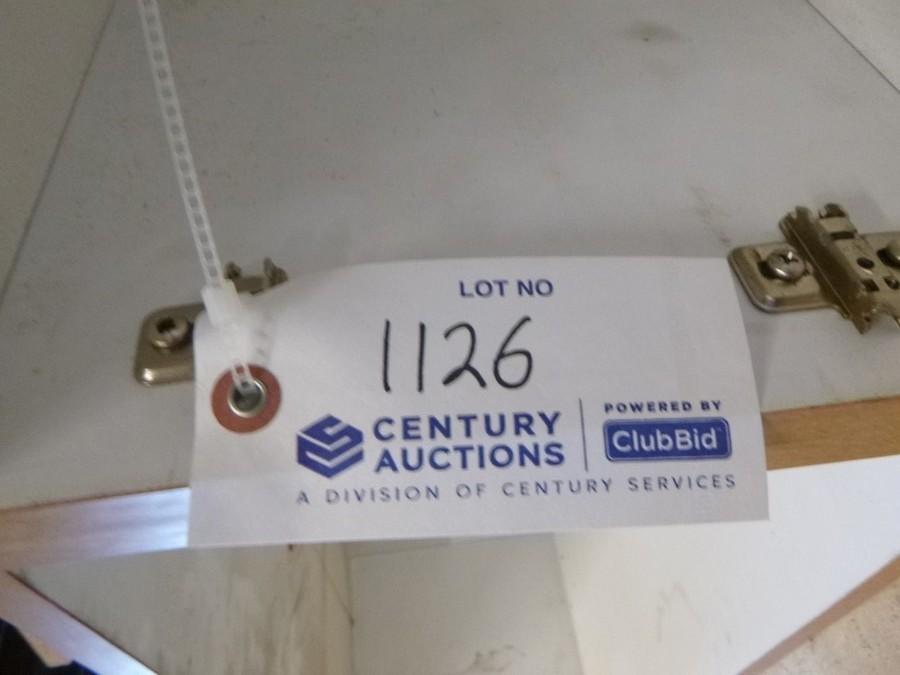 LOT NO
1126
CENTURY AUCTIONS
POWERED BY
ClubBid
A DIVISION OF CENTURY SERVICES